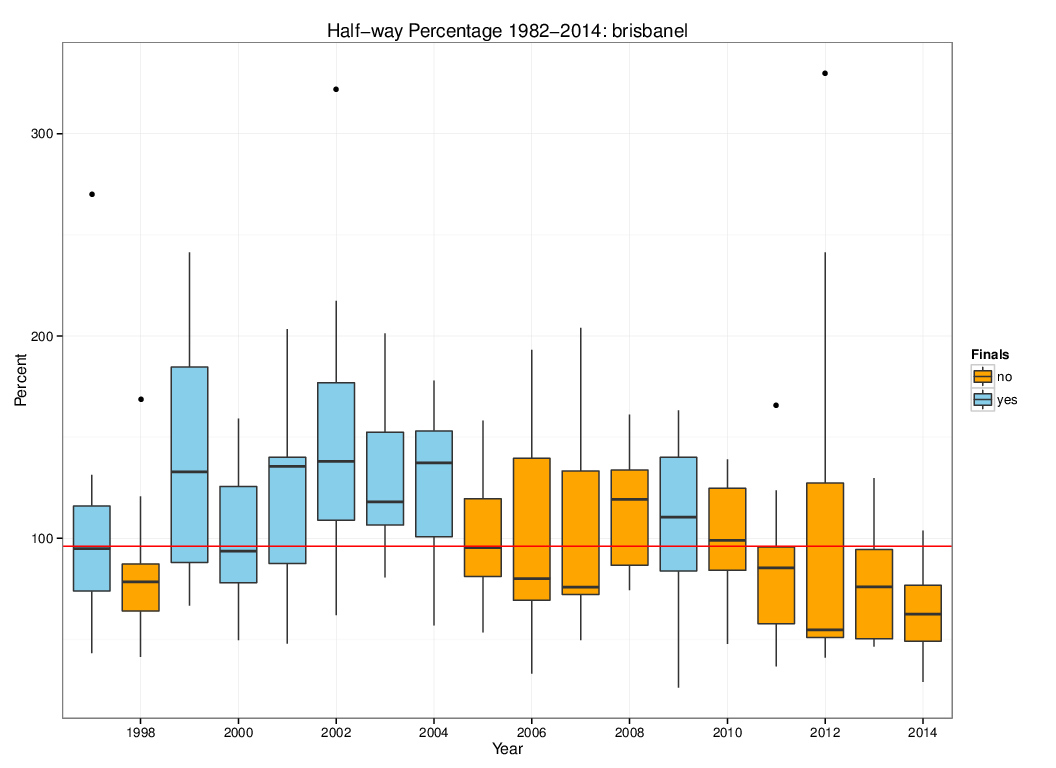 Half−way Percentage 1982−2014: brisbanel
300
200
100
Percent
1998 2000 2002 2004 2006 2008 2010 2012 2014
Year
Finals
no
yes